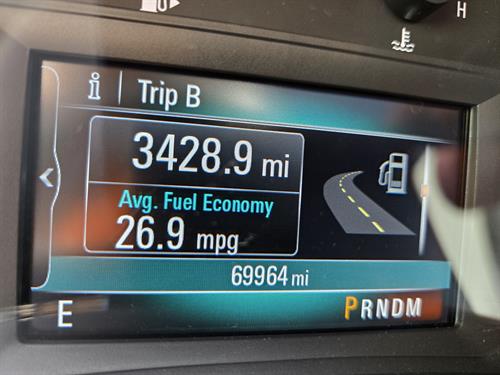 H
i | Trip B
3428.9 mi
Avg. Fuel Economy
26.9 mpg
69964 mi
E PRNDM